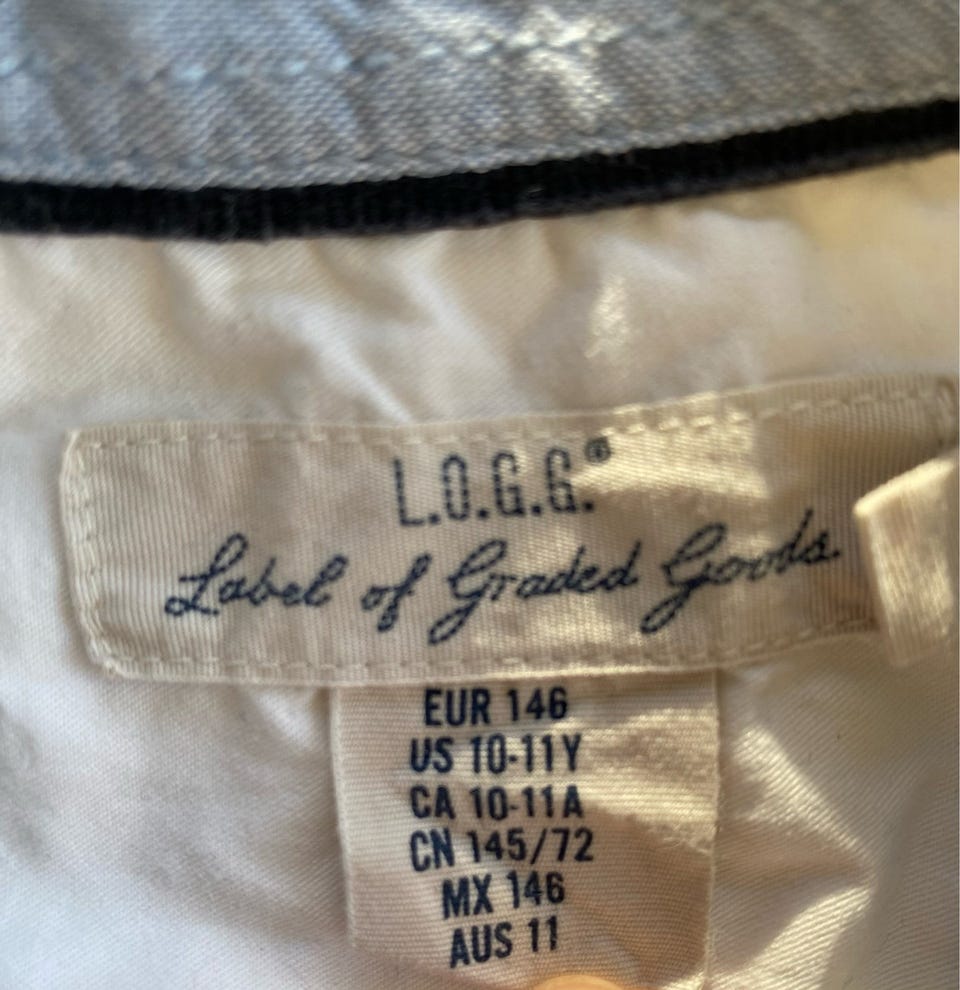 L.O.G.G.®
Label of Graded Goods
EUR 146
US 10-11Y
CA 10-11A
CN 145/72
MX 146
AUS 11